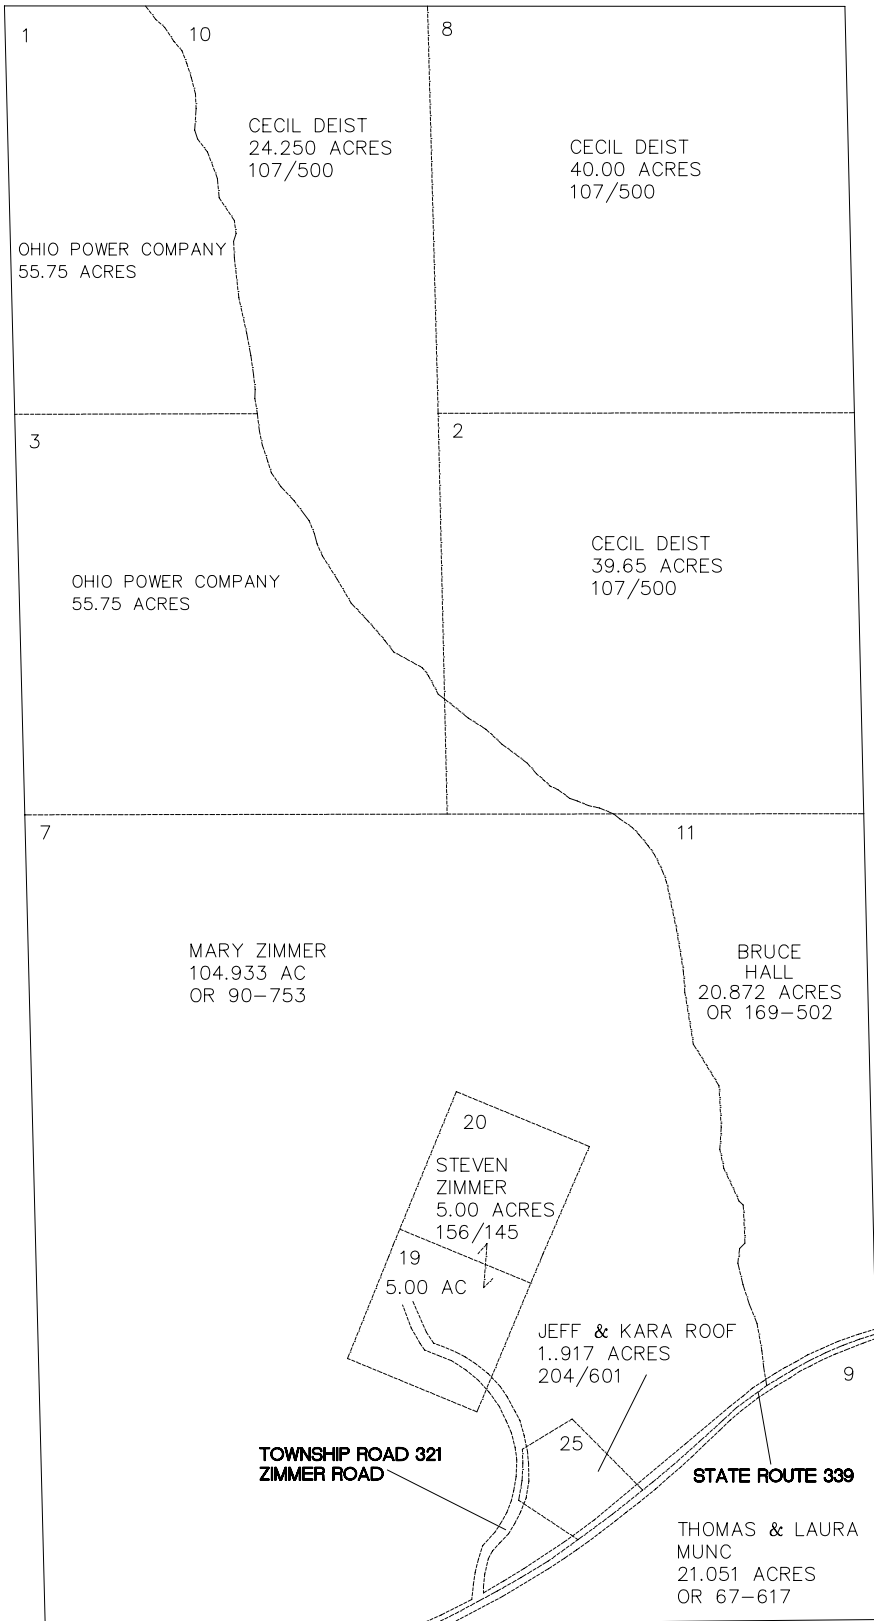 1
10
8
CECIL DEIST
24.250 ACRES
107/500
CECIL DEIST
40.00 ACRES
107/500
OHIO POWER COMPANY
55.75 ACRES
3
2
OHIO POWER COMPANY
55.75 ACRES
CECIL DEIST
39.65 ACRES
107/500
7
11
MARY ZIMMER
104.933 AC
OR 90-753
BRUCE
HALL
20.872 ACRES
OR 169-502
20
STEVEN
ZIMMER
5.00 ACRES
156/145
19
5.00 AC
JEFF & KARA ROOF
1..917 ACRES
204/601
9
25
TOWNSHIP ROAD 321
ZIMMER ROAD
STATE ROUTE 339
THOMAS & LAURA
MUNC
21.051 ACRES
OR 67-617